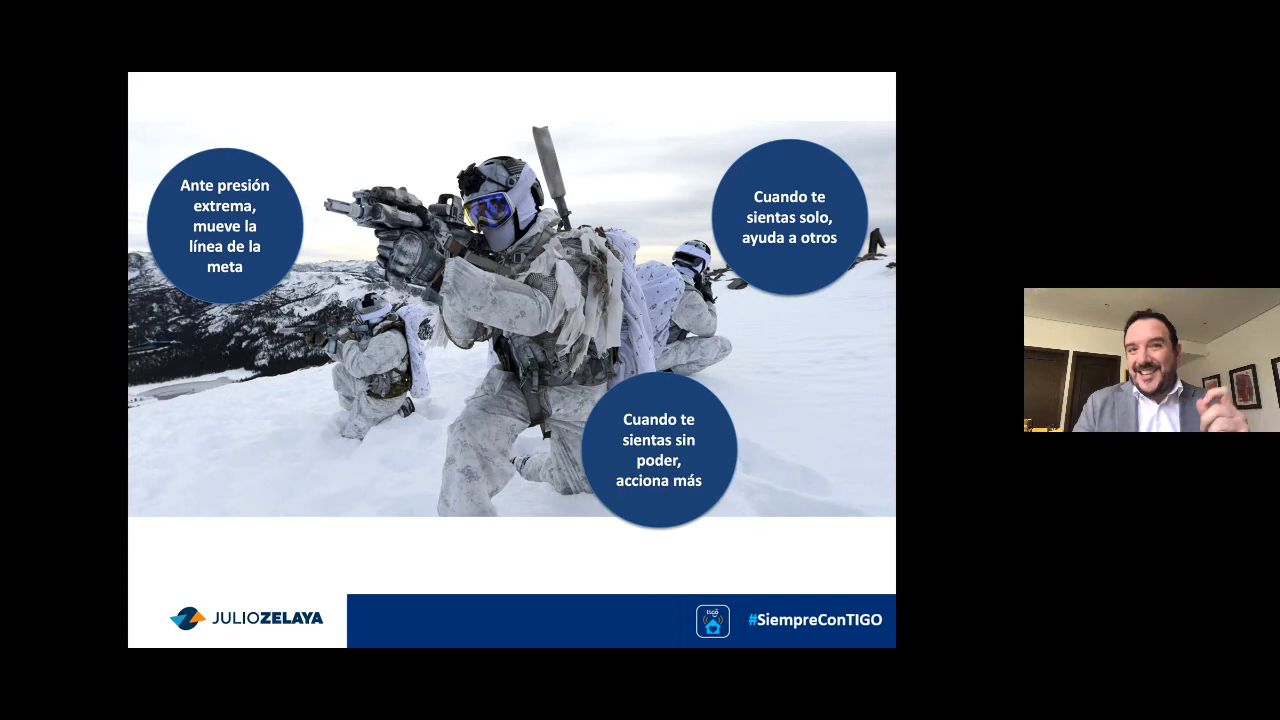 Ante presión
extrema,
mueve la
línea de la
meta
Cuando te
sientas solo,
ayuda a otros
Cuando te
sientas sin
poder,
acciona más
JULIOZELAYA
tigo
#SiempreConTIGO